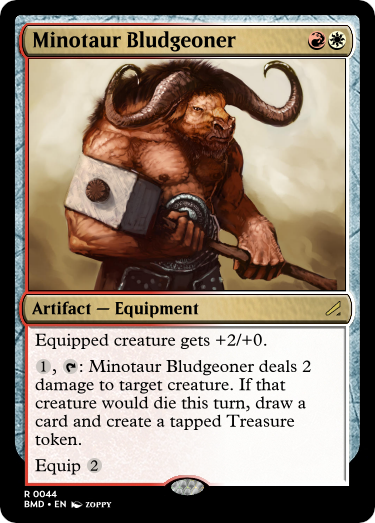 Minotaur Bludgeoner
Artifact — Equipment
Equipped creature gets +2/+0.
1, : Minotaur Bludgeoner deals 2
damage to target creature. If that
creature would die this turn, draw a
card and create a tapped Treasure
token.
Equip 2
R 0044
BMD • EN ZOPPY